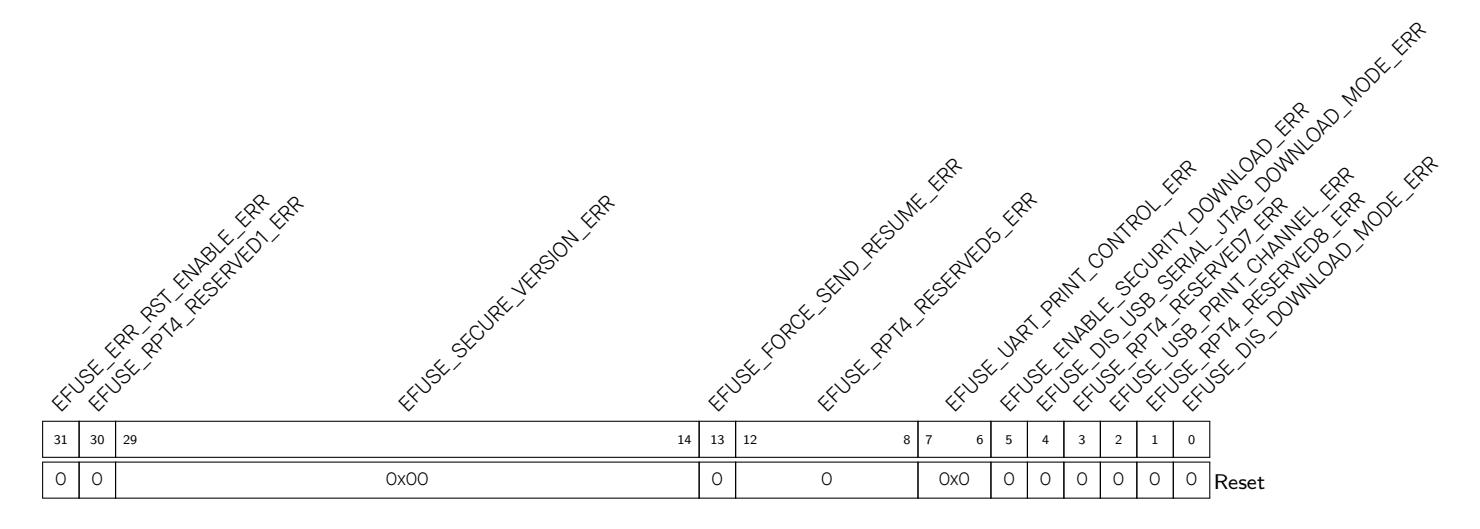 EFUSE_ERR_RST_ENABLE_ERR
EFUSE_RPT4_RESERVED1_ERR
EFUSE_SECURE_VERSION_ERR
EFUSE_FORCE_SEND_RESUME_ERR
EFUSE_RPT4_RESERVED5_ERR
EFUSE_UART_PRINT_CONTROL_ERR
EFUSE_ENABLE_SECURITY_DOWNLOAD_ERR
EFUSE_DIS_USB_SERIAL_JTAG_DOWNLOAD_MODE_ERR
EFUSE_RPT4_RESERVED7_ERR
EFUSE_USB_PRINT_CHANNEL_ERR
EFUSE_RPT4_RESERVED8_ERR
EFUSE_DIS_DOWNLOAD_MODE_ERR
31 30 29 14 13 12 8 7 6 5 4 3 2 1 0
0 0 0x00 0 0 0x0 0 0 0 0 0 0 Reset